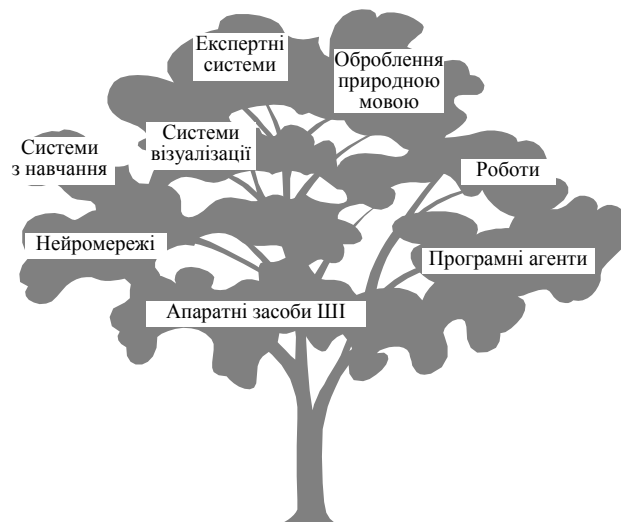 Експертні
системи
Оброблення
природною
мовою
Системи
візуалізації
Системи
з навчання
Роботи
Нейромережі
Програмні агенти
Апаратні засоби ШІ